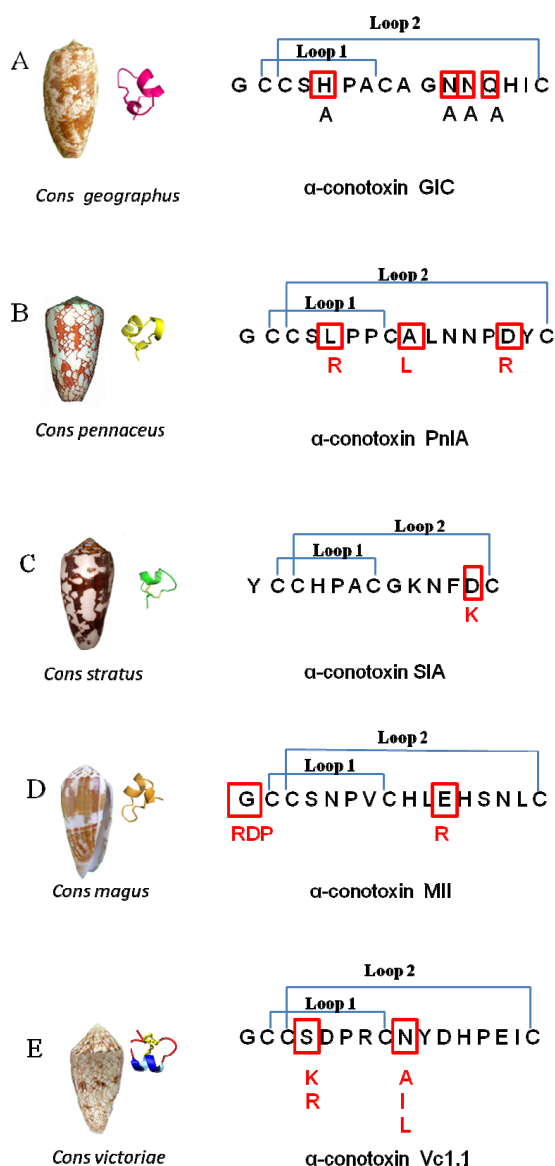 Loop 2
A
Loop 1
G C C S H P A C A G N N Q H I C
A A A A
Cons geographus
α-conotoxin GIC
Loop 2
B
Loop 1
G C C S L P P C A L N N P D Y C
R L R
Cons pennaceus
α-conotoxin PnIA
Loop 2
C
Loop 1
Y C C H P A C G K N F D C
K
Cons stratus
α-conotoxin SIA
Loop 2
D
Loop 1
G C C S N P V C H L E H S N L C
RDP R
Cons magus
α-conotoxin MII
Loop 2
E
Loop 1
G C C S D P R C N Y D H P E I C
K A
R I
L
Cons victoriae
α-conotoxin Vc1.1